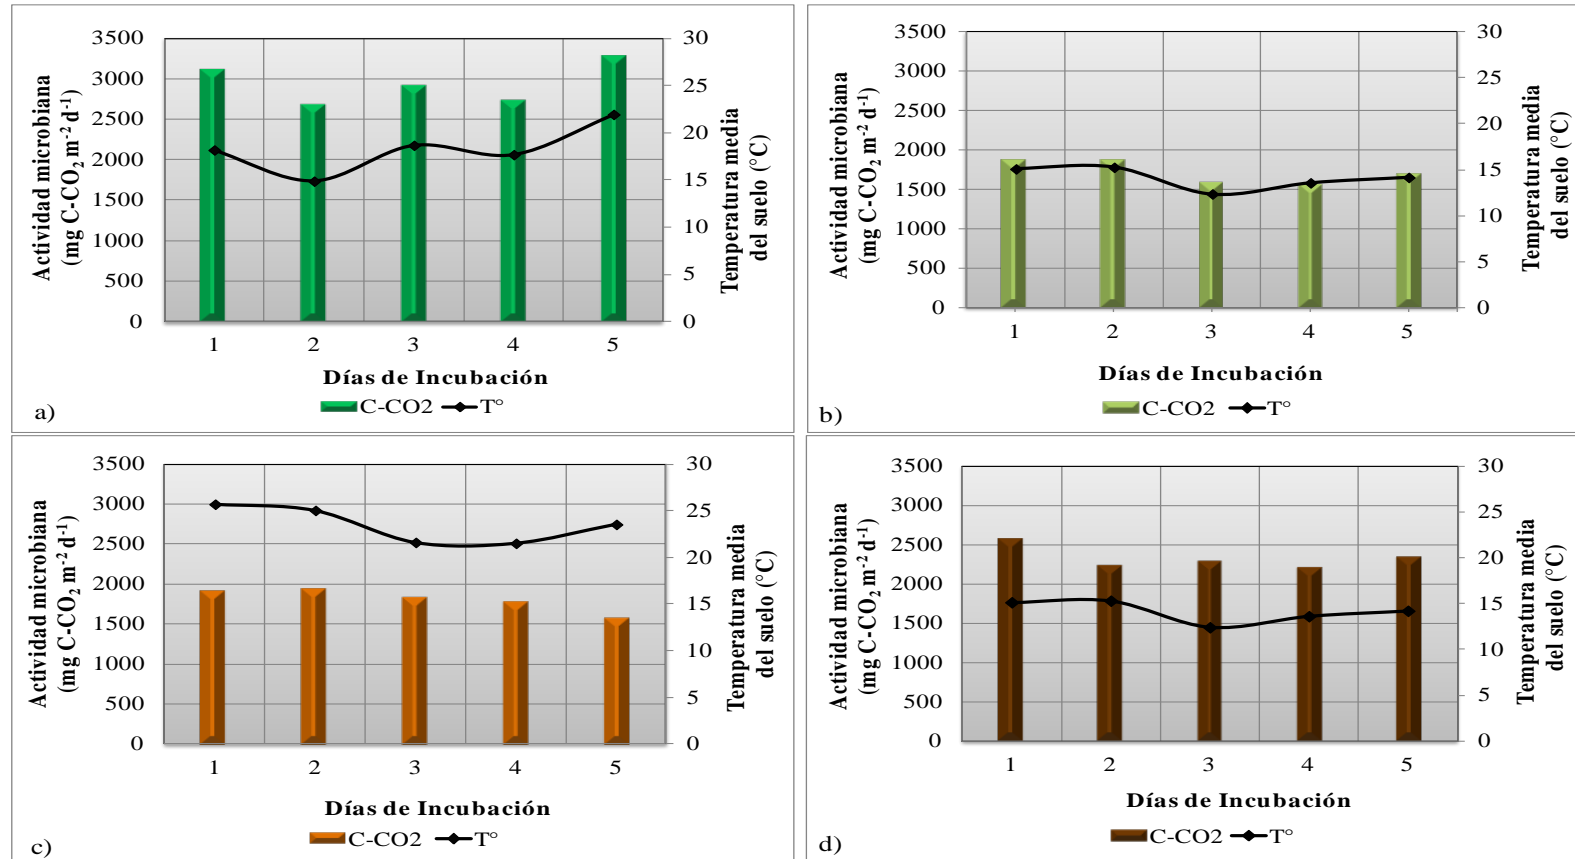 3500
3000
2500
2000
1500
1000
500
0
Actividad microbiana
(mg C-CO2 m-2 d-1)
30
25
20
15
10
5
0
Temperatura media
del suelo (°C)
1 2 3 4 5
Días de Incubación
C-CO2 T°
a)
3500
3000
2500
2000
1500
1000
500
0
Actividad microbiana
(mg C-CO2 m-2 d-1)
30
25
20
15
10
5
0
Temperatura media
del suelo (°C)
1 2 3 4 5
Días de Incubación
C-CO2 T°
b)
3500
3000
2500
2000
1500
1000
500
0
Actividad microbiana
(mg C-CO2 m-2 d-1)
30
25
20
15
10
5
0
Temperatura media
del suelo (°C)
1 2 3 4 5
Días de Incubación
C-CO2 T°
c)
3500
3000
2500
2000
1500
1000
500
0
Actividad microbiana
(mg C-CO2 m-2 d-1)
30
25
20
15
10
5
0
Temperatura media
del suelo (°C)
1 2 3 4 5
Días de Incubación
C-CO2 T°
d)